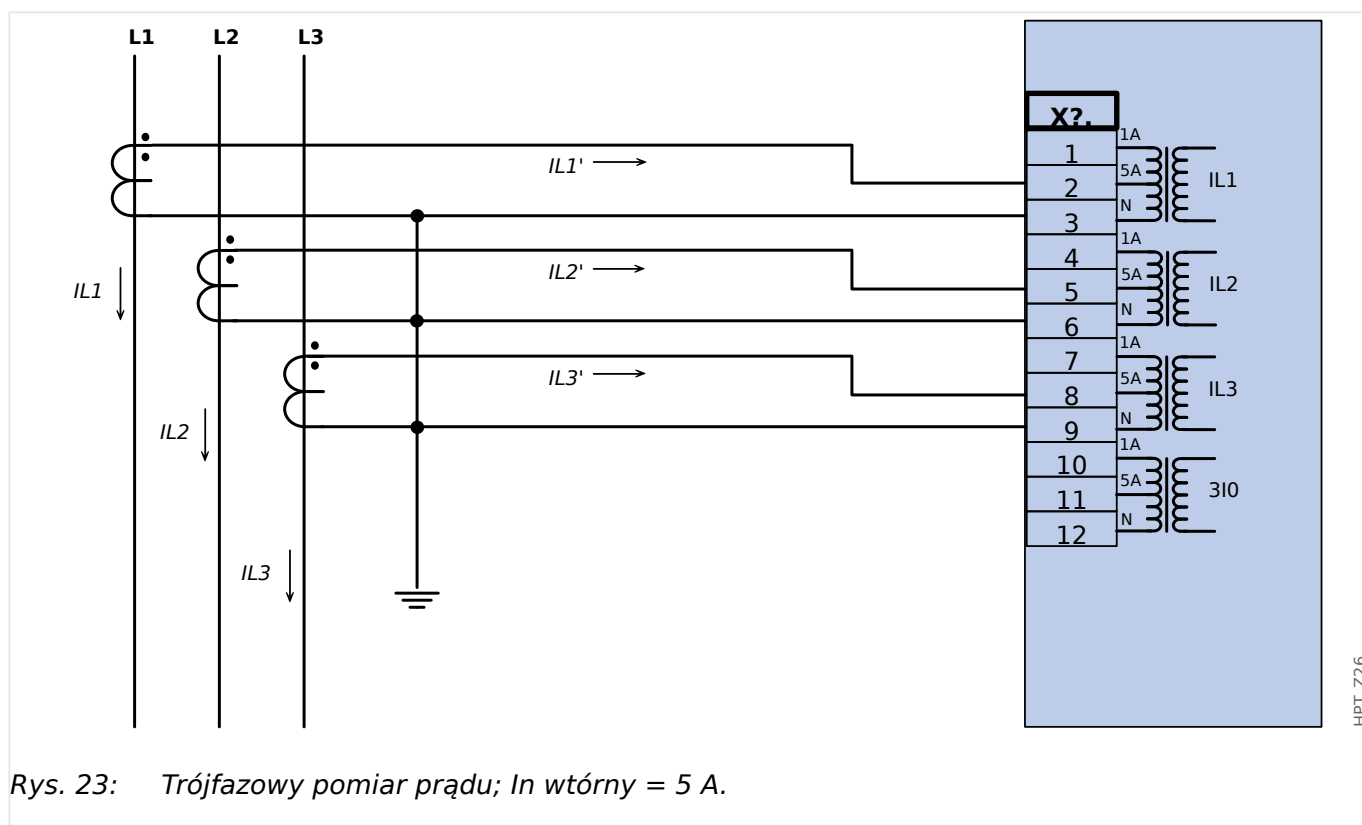 L1 L2 L3
X?.
1A
1
5A
2
IL1
N
3
IL1'
1A
4
5A
5
IL2
N
6
IL2'
IL1
1A
7
5A
8
IL3
N
9
IL3'
IL2
1A
10
5A
11
3I0
N
12
IL3
HPT_Z26
Rys. 23: Trójfazowy pomiar prądu; In wtórny = 5 A.